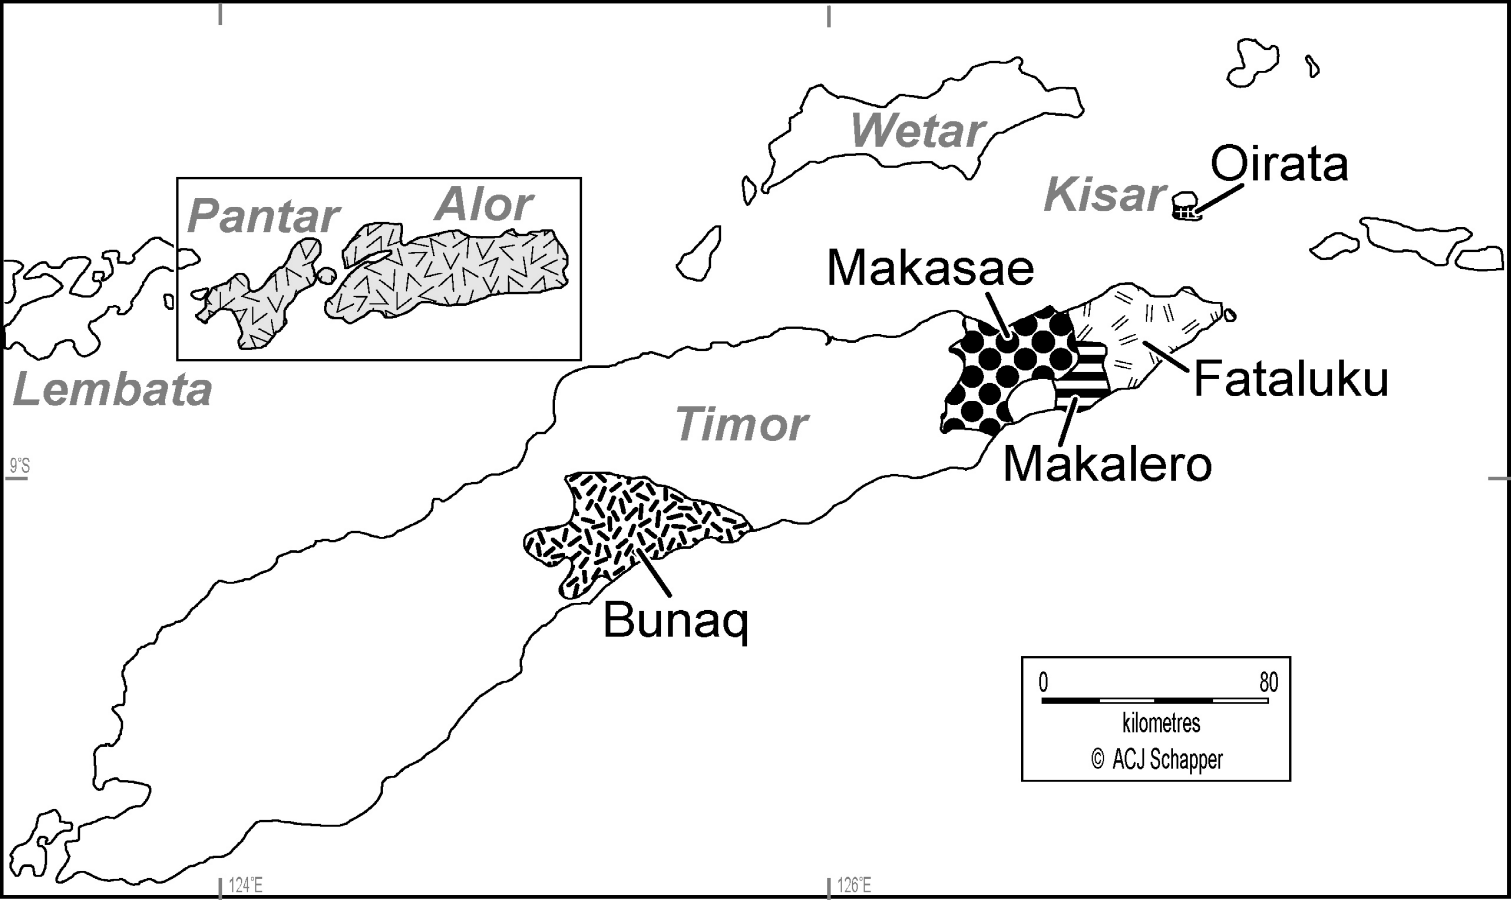 Wetar
Oirata
Kisar
Pantar
Alor
Makasae
Lembata
Fataluku
Timor
Makalero
9°S
Bunaq
0 80
kilometres
© ACJ Schapper
124°E
126°E